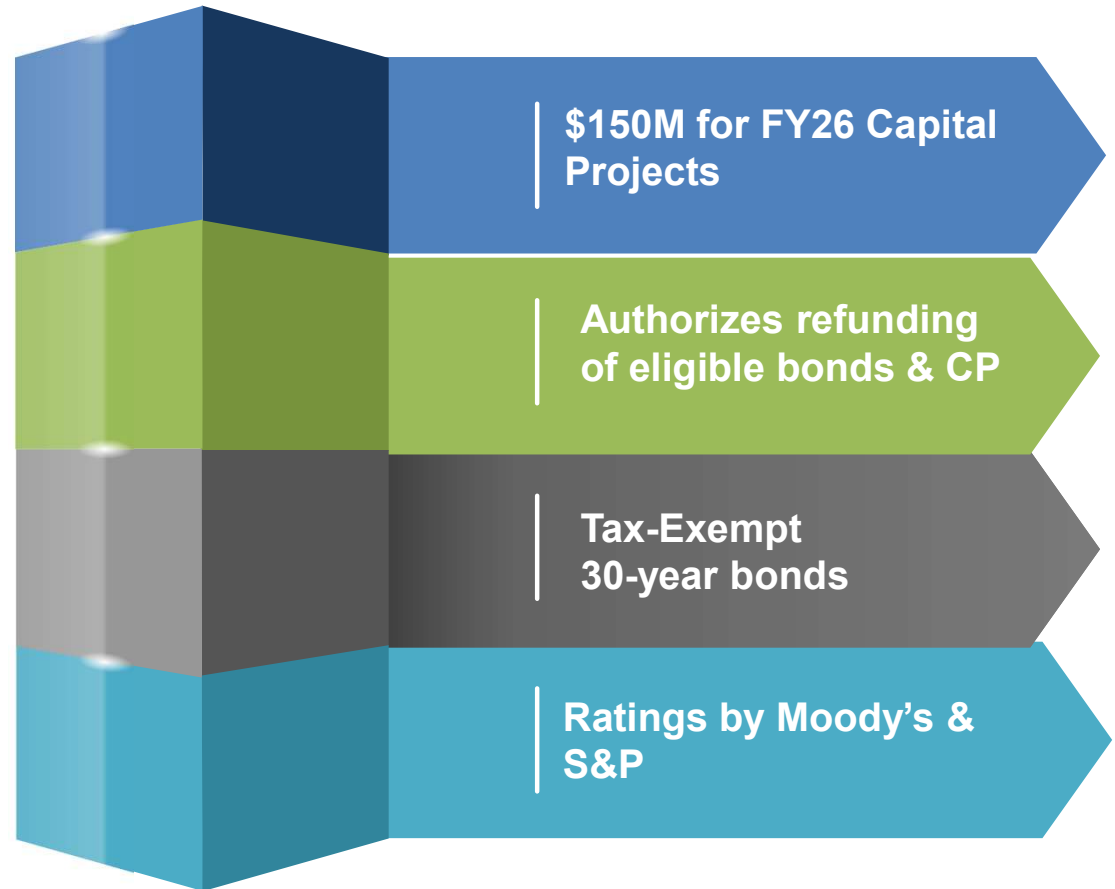 $150M for FY26 Capital
Projects
Authorizes refunding
of eligible bonds & CP
Tax-Exempt
30-year bonds
Ratings by Moody’s &
S&P